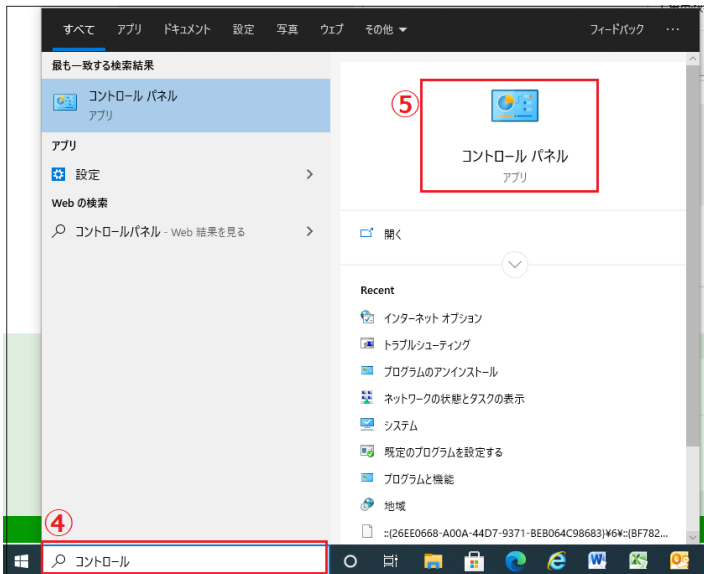 すべて アプリ ドキュメント 設定 写真 ウェブ その他 フィードバック …
最も一致する検索結果
コントロール パネル
アプリ
アプリ
設定
Web の検索
コントロールパネル - Web 結果を見る
⑤
コントロール パネル
アプリ
開く
Recent
インターネット オプション
トラブルシューティング
プログラムのアンインストール
ネットワークの状態とタスクの表示
システム
既定のプログラムを設定する
プログラムと機能
地域
::{26EE0668-A00A-44D7-9371-BEB064C98683}¥6¥::{BF782...
④
コントロール